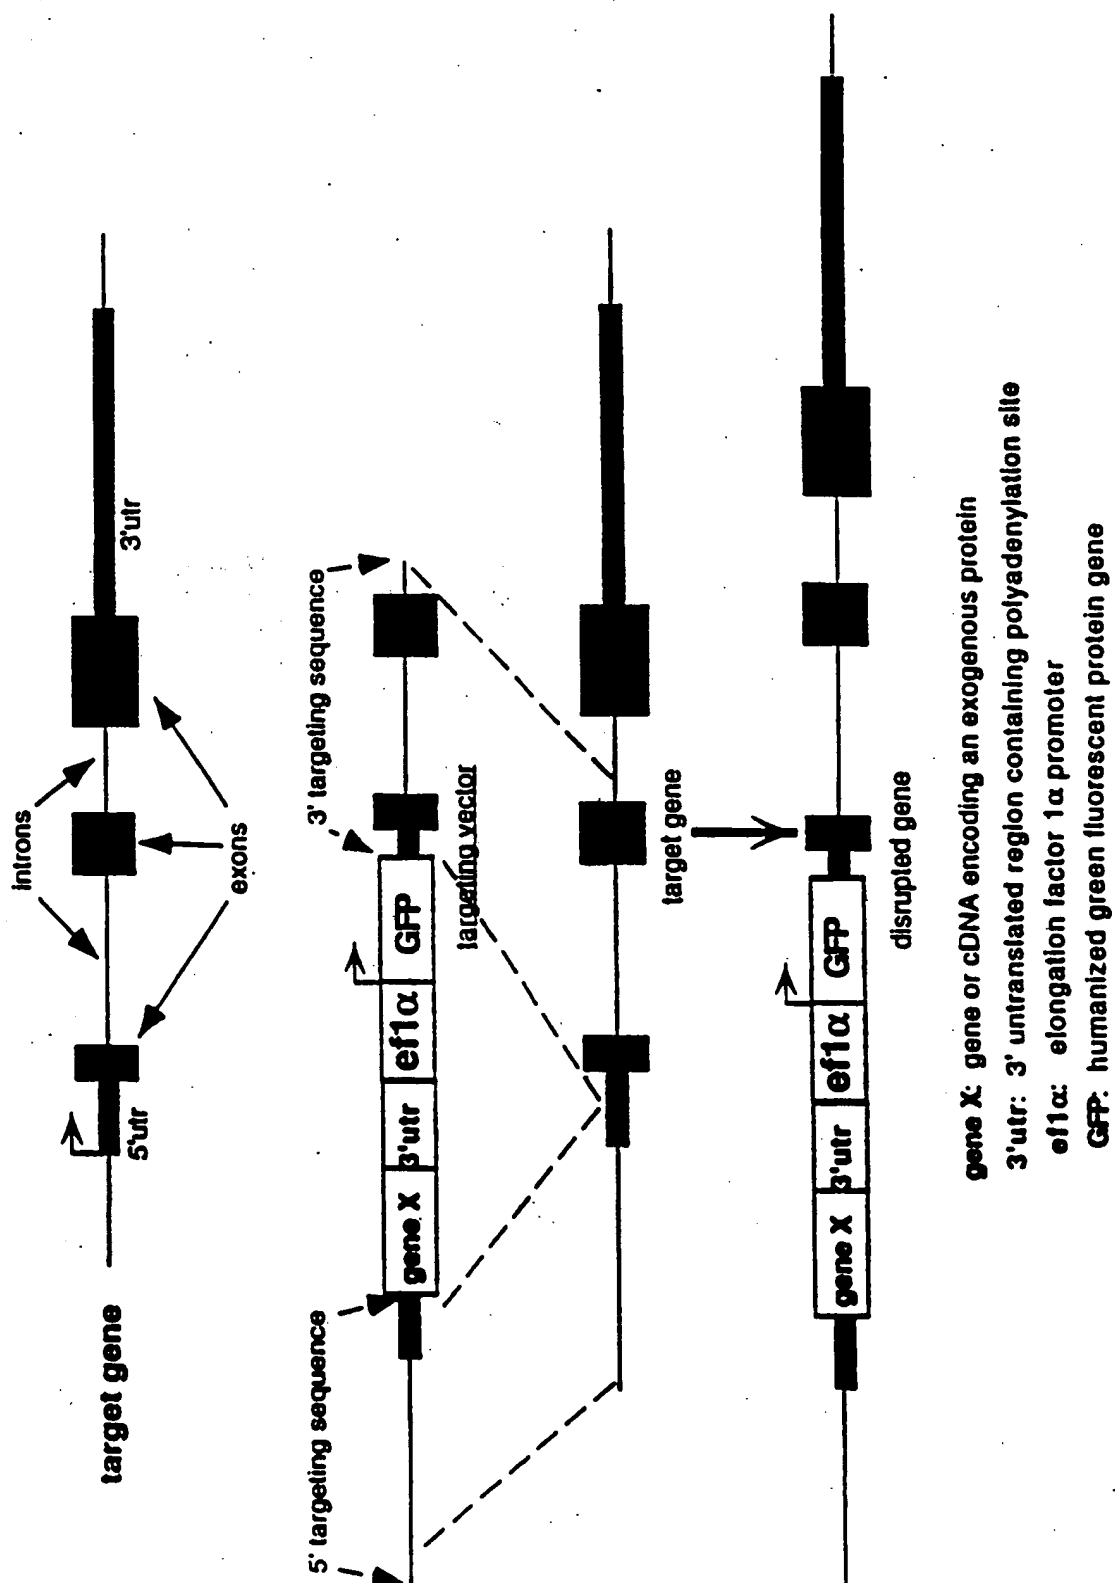 target gene
5'utr
introns
exons
3'utr
5' targeting sequence
3' targeting sequence
gene X
3'utr
ef1α
GFP
targeting vector
target gene
gene X
3'utr
ef1α
GFP
disrupted gene
gene X: gene or cDNA encoding an exogenous protein
3'utr: 3' untranslated region containing polyadenylation site
ef1α: elongation factor 1α promoter
GFP: humanized green fluorescent protein gene